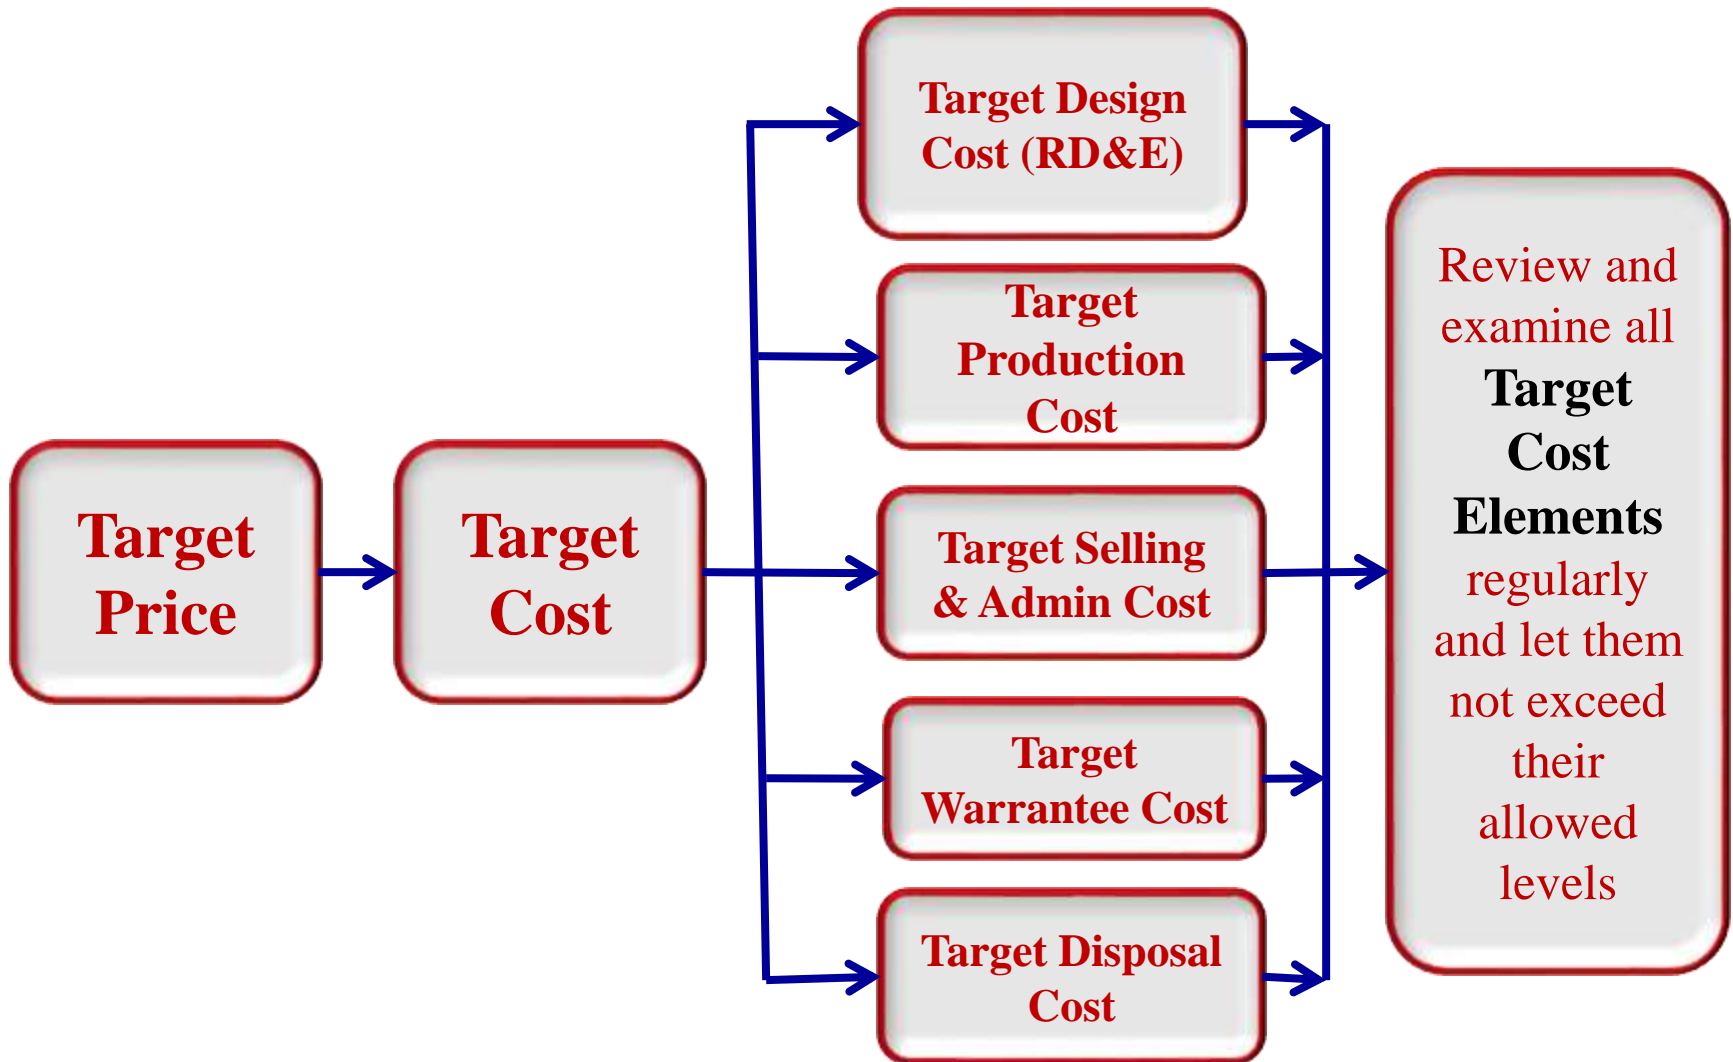 Target
Price
Target
Cost
Target Design
Cost (RD&E)
Target
Production
Cost
Target Selling
& Admin Cost
Target
Warrantee Cost
Target Disposal
Cost
Review and
examine all
Target
Cost
Elements
regularly
and let them
not exceed
their
allowed
levels